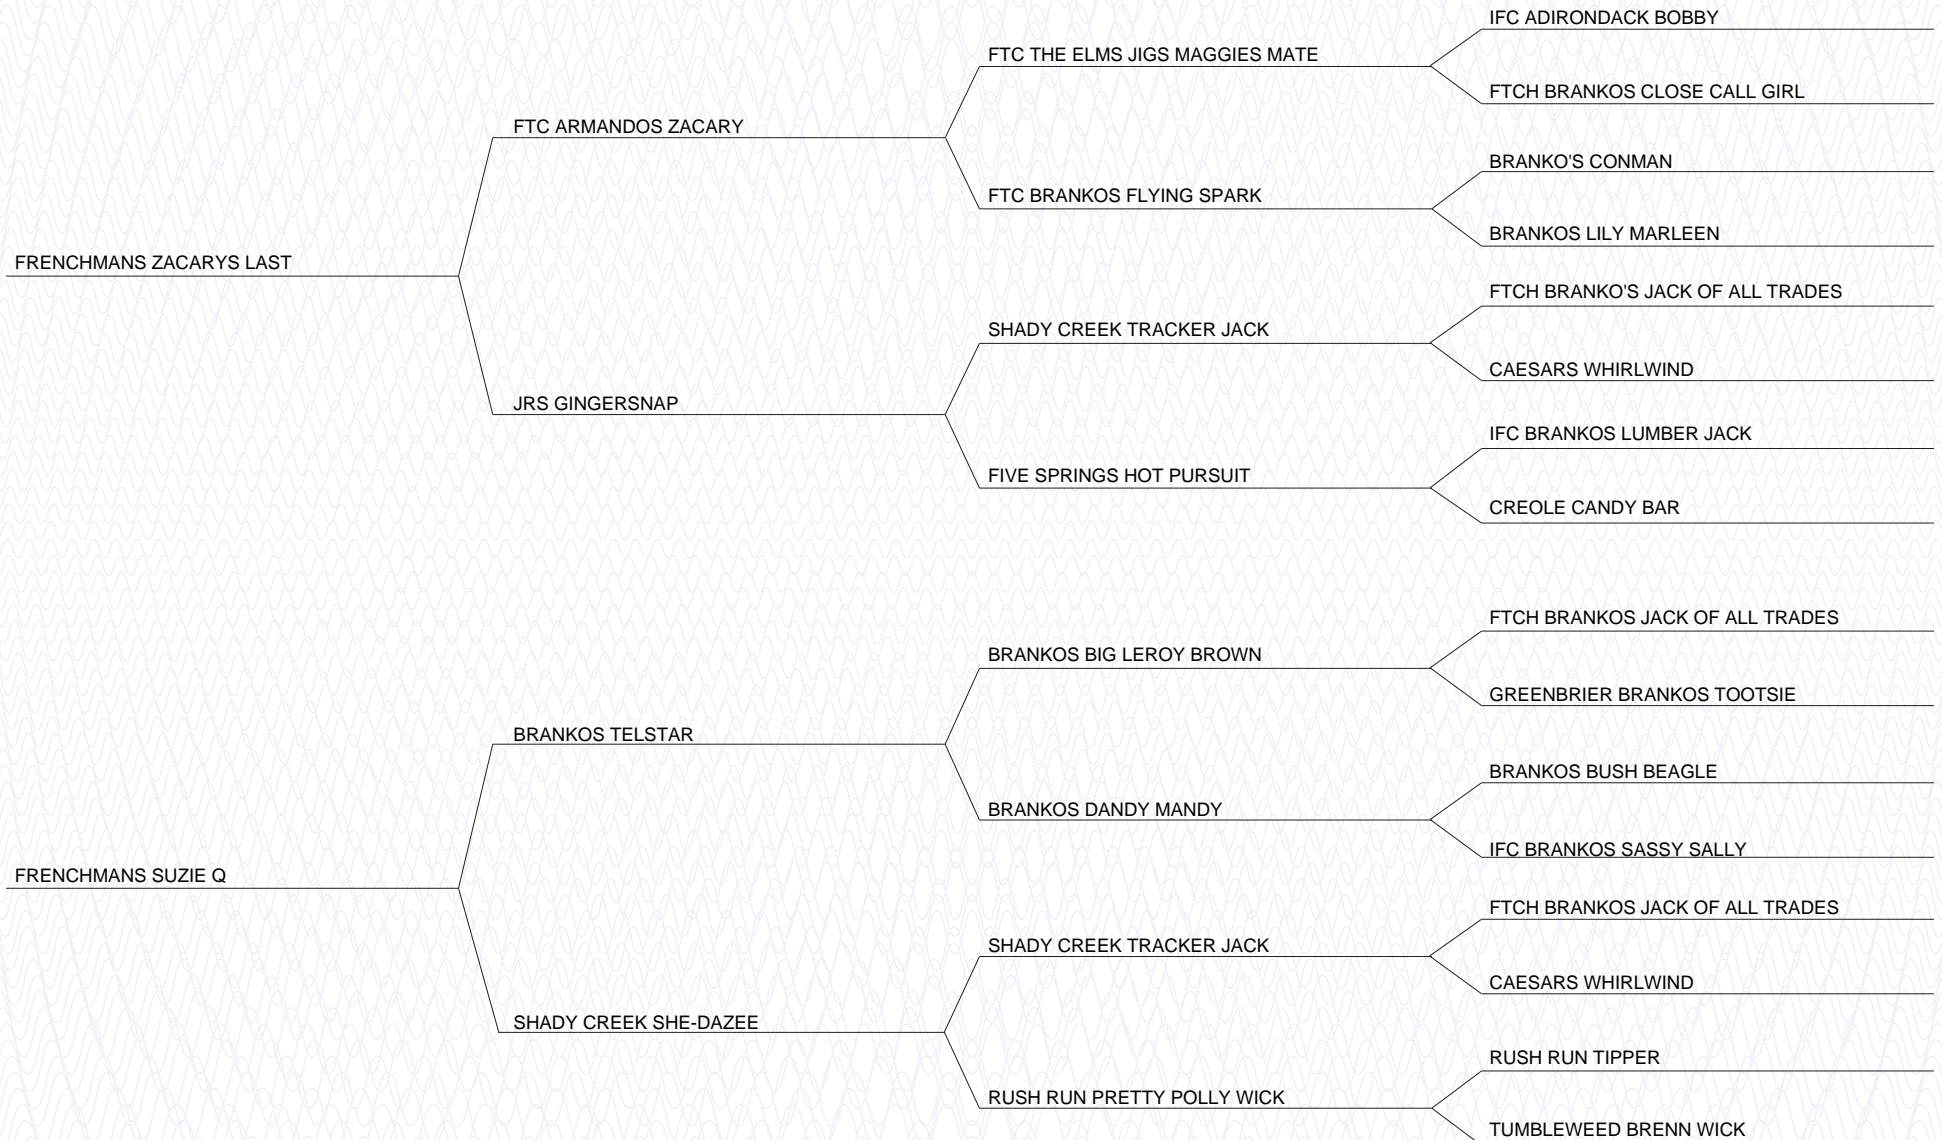 IFC ADIRONDACK BOBBY
FTC THE ELMS JIGS MAGGIES MATE
FTCH BRANKOS CLOSE CALL GIRL
FTC ARMANDOS ZACARY
BRANKO'S CONMAN
FTC BRANKOS FLYING SPARK
BRANKOS LILY MARLEEN
FRENCHMANS ZACARYS LAST
FTCH BRANKO'S JACK OF ALL TRADES
SHADY CREEK TRACKER JACK
CAESARS WHIRLWIND
JRS GINGERSNAP
IFC BRANKOS LUMBER JACK
FIVE SPRINGS HOT PURSUIT
CREOLE CANDY BAR
FTCH BRANKOS JACK OF ALL TRADES
BRANKOS BIG LEROY BROWN
GREENBRIER BRANKOS TOOTSIE
BRANKOS TELSTAR
BRANKOS BUSH BEAGLE
BRANKOS DANDY MANDY
IFC BRANKOS SASSY SALLY
FRENCHMANS SUZIE Q
FTCH BRANKOS JACK OF ALL TRADES
SHADY CREEK TRACKER JACK
CAESARS WHIRLWIND
SHADY CREEK SHE-DAZEE
RUSH RUN TIPPER
RUSH RUN PRETTY POLLY WICK
TUMBLEWEED BRENN WICK